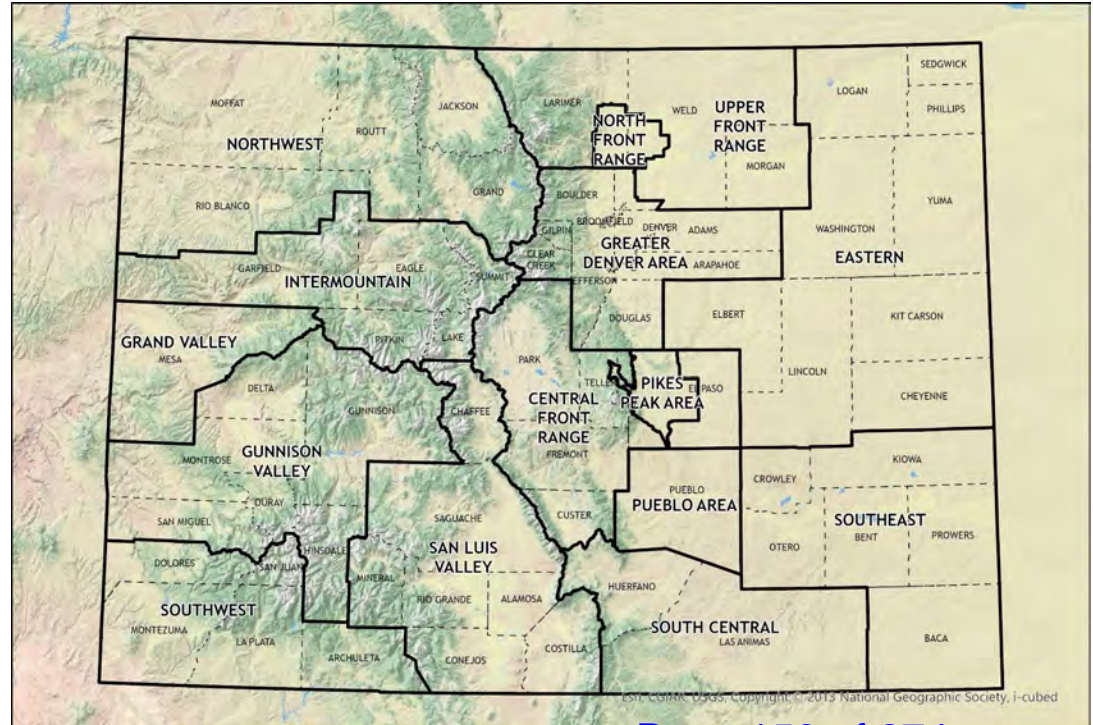 SEDGWICK
LOGAN
MOFFAT
JACKSON
LARIMER
WELD
UPPER
FRONT
RANGE
PHILLIPS
NORTH
FRONT
RANGE
ROUTT
NORTHWEST
MORGAN
GRAND
BOULDER
YUMA
RIO BLANCO
BROOMFIELD
GILPIN
DENVER
ADAMS
WASHINGTON
GREATER
DENVER AREA
CLEAR
CREEK
ARAPAHOE
EASTERN
GARFIELD
EAGLE
SUMMIT
INTERMOUNTAIN
JEFFERSON
DOUGLAS
ELBERT
KIT CARSON
GRAND VALLEY
MESA
PITKIN
LAKE
PARK
LINCOLN
DELTA
TELLER
PIKES
PEAK AREA
EL PASO
CHEYENNE
GUNNISON
CHAFFEE
CENTRAL
FRONT
RANGE
FREMONT
GUNNISON
VALLEY
MONTROSE
KIOWA
CROWLEY
PUEBLO
PUEBLO AREA
OURAY
SAN MIGUEL
SAGUACHE
CUSTER
SOUTHEAST
BENT
PROWERS
OTERO
HINSDALE
SAN LUIS
VALLEY
DOLORES
SAN JUAN
MINERAL
HUERFANO
RIO GRANDE
ALAMOSA
SOUTHWEST
MONTEZUMA
LA PLATA
SOUTH CENTRAL
LAS ANIMAS
BACA
ARCHULETA
CONEJOS
COSTILLA
Esri, CGIAR, USGS, Copyright: © 2013 National Geographic Society, i-cubed